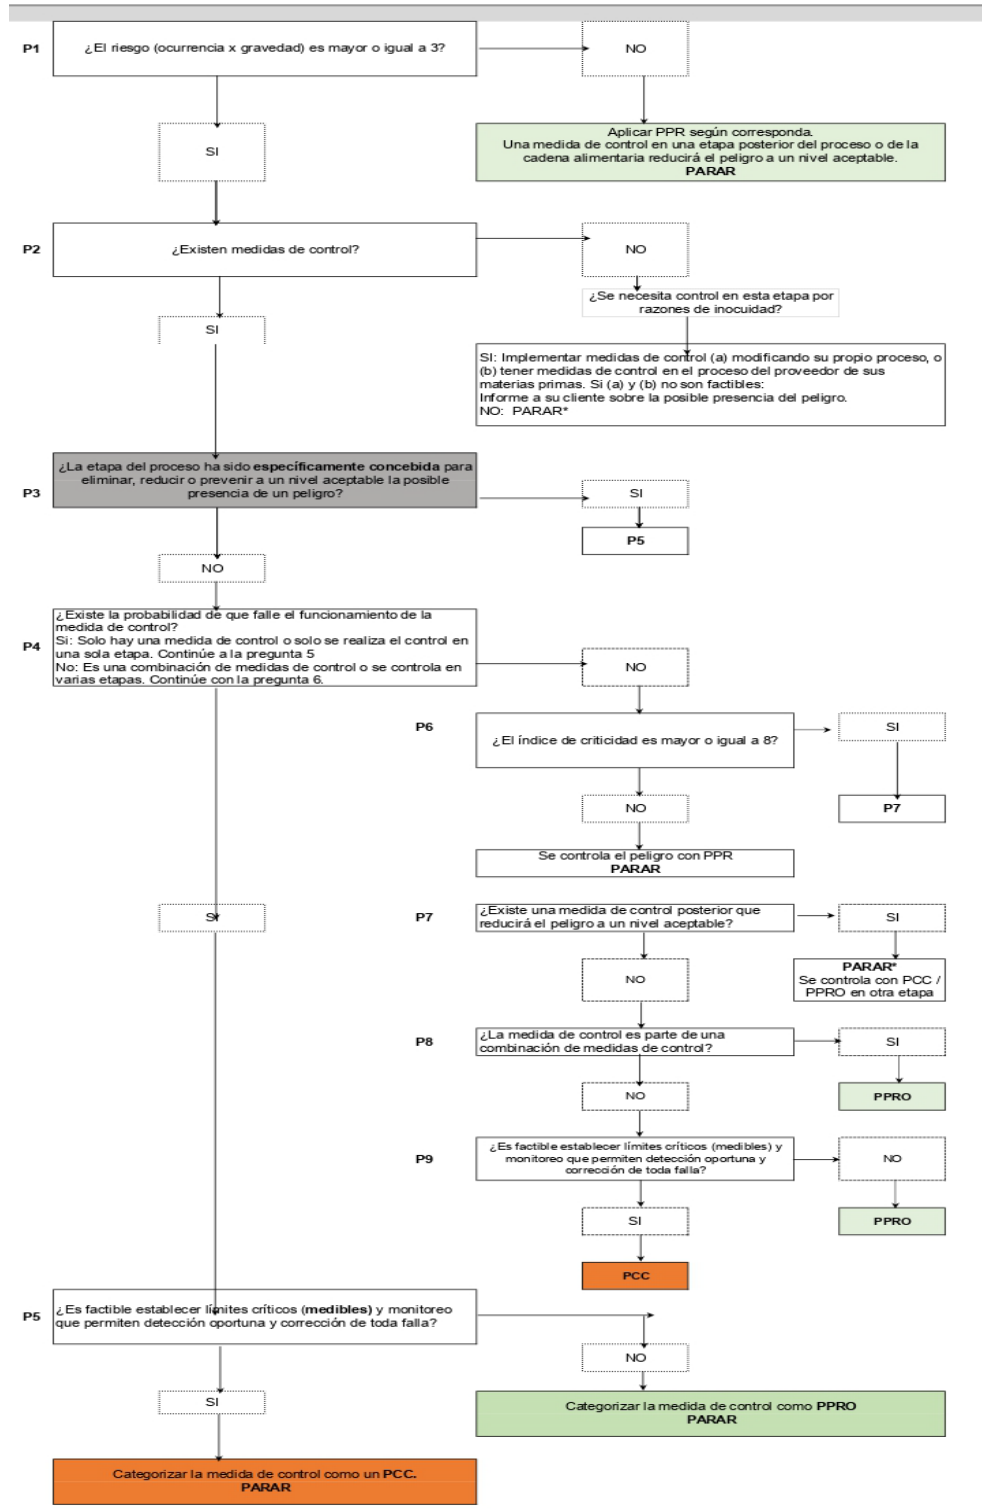 P1
¿El riesgo (ocurrencia x gravedad) es mayor o igual a 3?
NO
SI
Aplicar PPR según corresponda.
Una medida de control en una etapa posterior del proceso o de la
cadena alimentaria reducirá el peligro a un nivel aceptable.
PARAR
P2
¿Existen medidas de control?
NO
SI
¿Se necesita control en esta etapa por
razones de inocuidad?
SI: Implementar medidas de control (a) modificando su propio proceso, o
(b) tener medidas de control en el proceso del proveedor de sus
materias primas. Si (a) y (b) no son factibles:
Informe a su cliente sobre la posible presencia del peligro.
NO: PARAR*
P3
¿La etapa del proceso ha sido específicamente concebida para
eliminar, reducir o prevenir a un nivel aceptable la posible
presencia de un peligro?
SI
P5
NO
P4
¿Existe la probabilidad de que falle el funcionamiento de la
medida de control?
Si: Solo hay una medida de control o solo se realiza el control en
una sola etapa. Continúe a la pregunta 5
No: Es una combinación de medidas de control o se controla en
varias etapas. Continúe con la pregunta 6.
NO
P6
¿El índice de criticidad es mayor o igual a 8?
SI
P7
NO
Se controla el peligro con PPR
PARAR
SI
P7
¿Existe una medida de control posterior que
reducirá el peligro a un nivel aceptable?
SI
PARAR*
Se controla con PCC /
PPRO en otra etapa
NO
P8
¿La medida de control es parte de una
combinación de medidas de control?
SI
PPRO
NO
P9
¿Es factible establecer límites críticos (medibles) y
monitoreo que permiten detección oportuna y
corrección de toda falla?
NO
PPRO
SI
PCC
P5
¿Es factible establecer límites críticos (medibles) y monitoreo
que permiten detección oportuna y corrección de toda falla?
NO
SI
Categorizar la medida de control como PPRO
PARAR
Categorizar la medida de control como un PCC.
PARAR